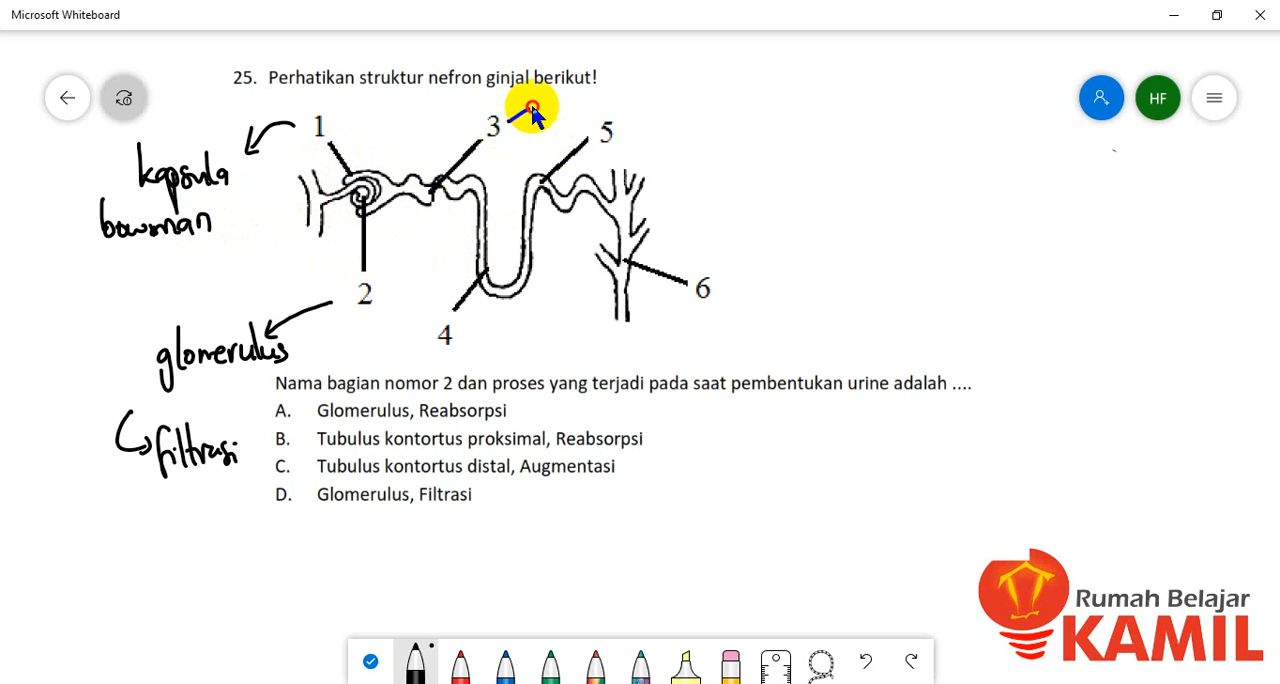 Microsoft Whiteboard
25. Perhatikan struktur nefron ginjal berikut!
HF
1
3
5
kapsula
bowman
2
6
4
glomerulus
Nama bagian nomor 2 dan proses yang terjadi pada saat pembentukan urine adalah ....
A. Glomerulus, Reabsorpsi
filtrasi
B. Tubulus kontortus proksimal, Reabsorpsi
C. Tubulus kontortus distal, Augmentasi
D. Glomerulus, Filtrasi
Rumah Belajar
KAMIL